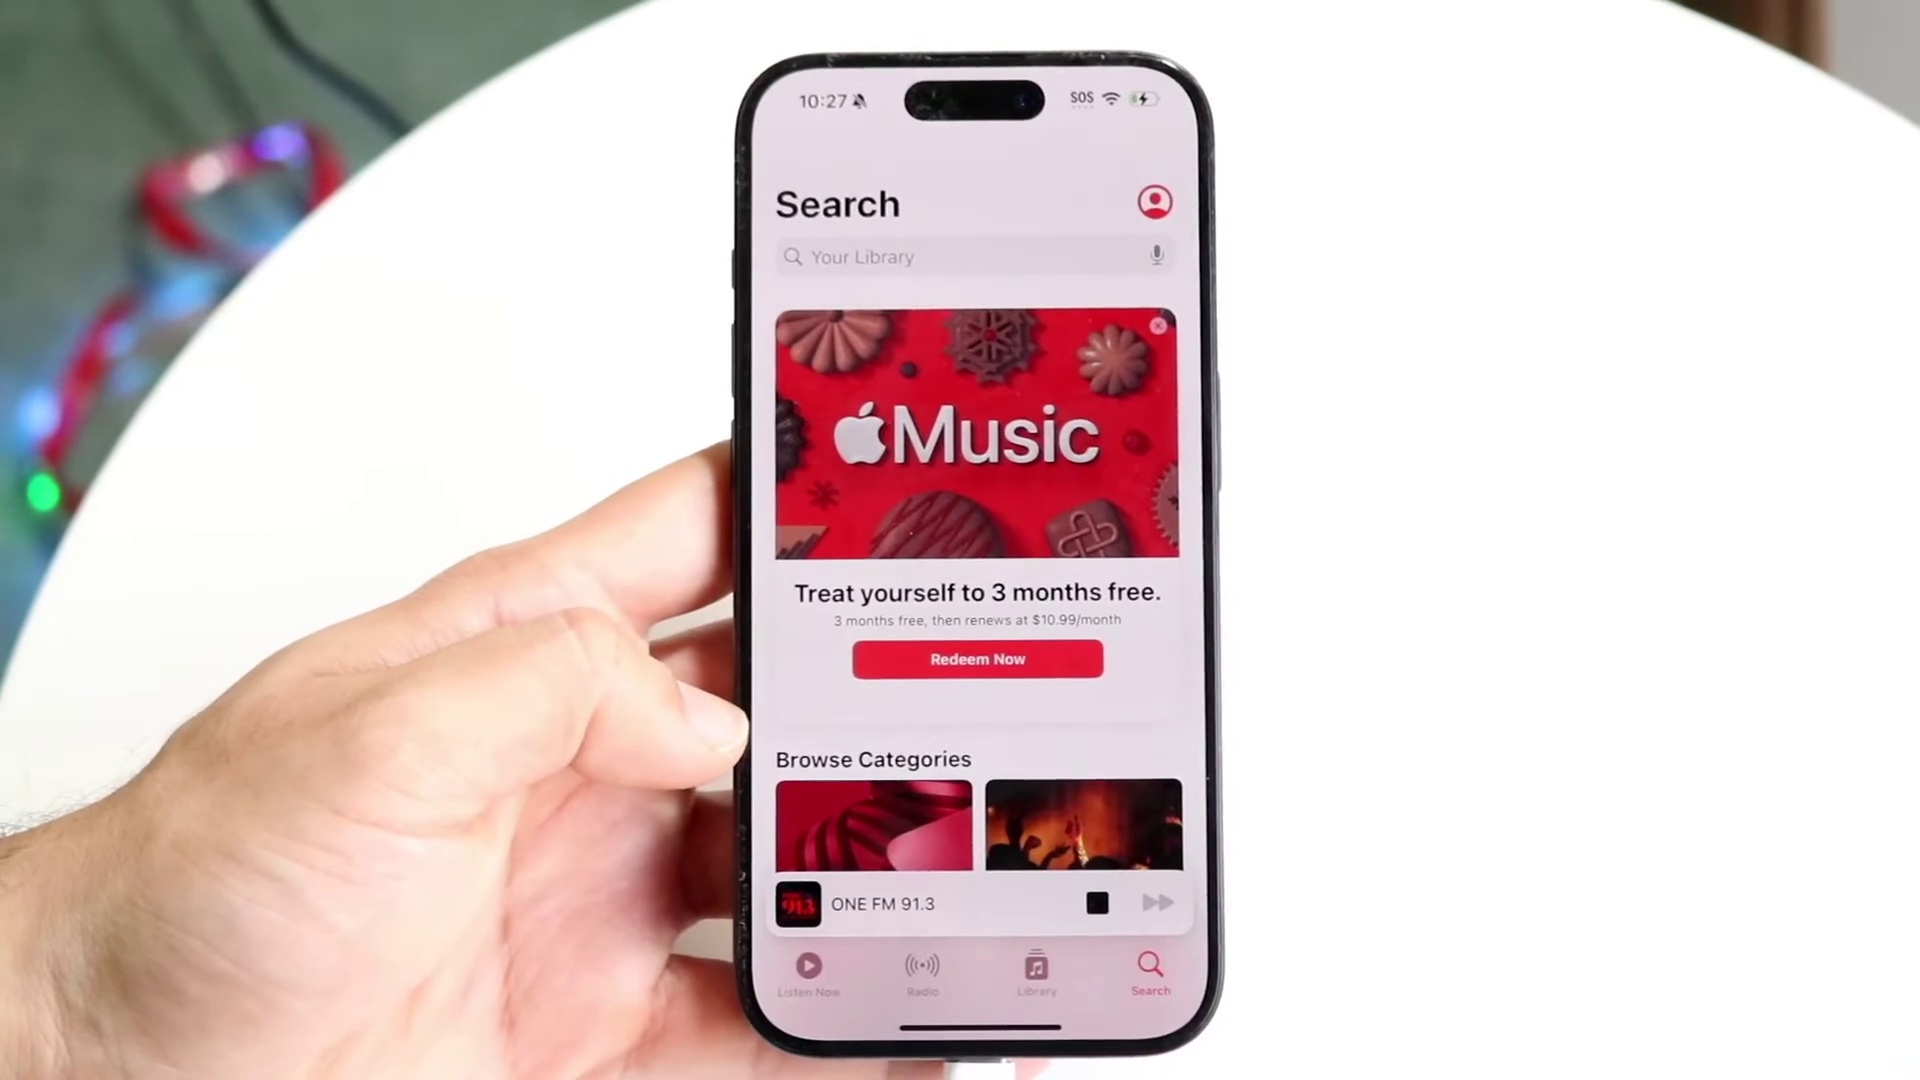 10:27
SOS
Search
Your Library
Music
Treat yourself to 3 months free.
3 months free, then renews at $10.99/month
Redeem Now
Browse Categories
91.3
ONE FM 91.3
Listen Now
Radio
Library
Search